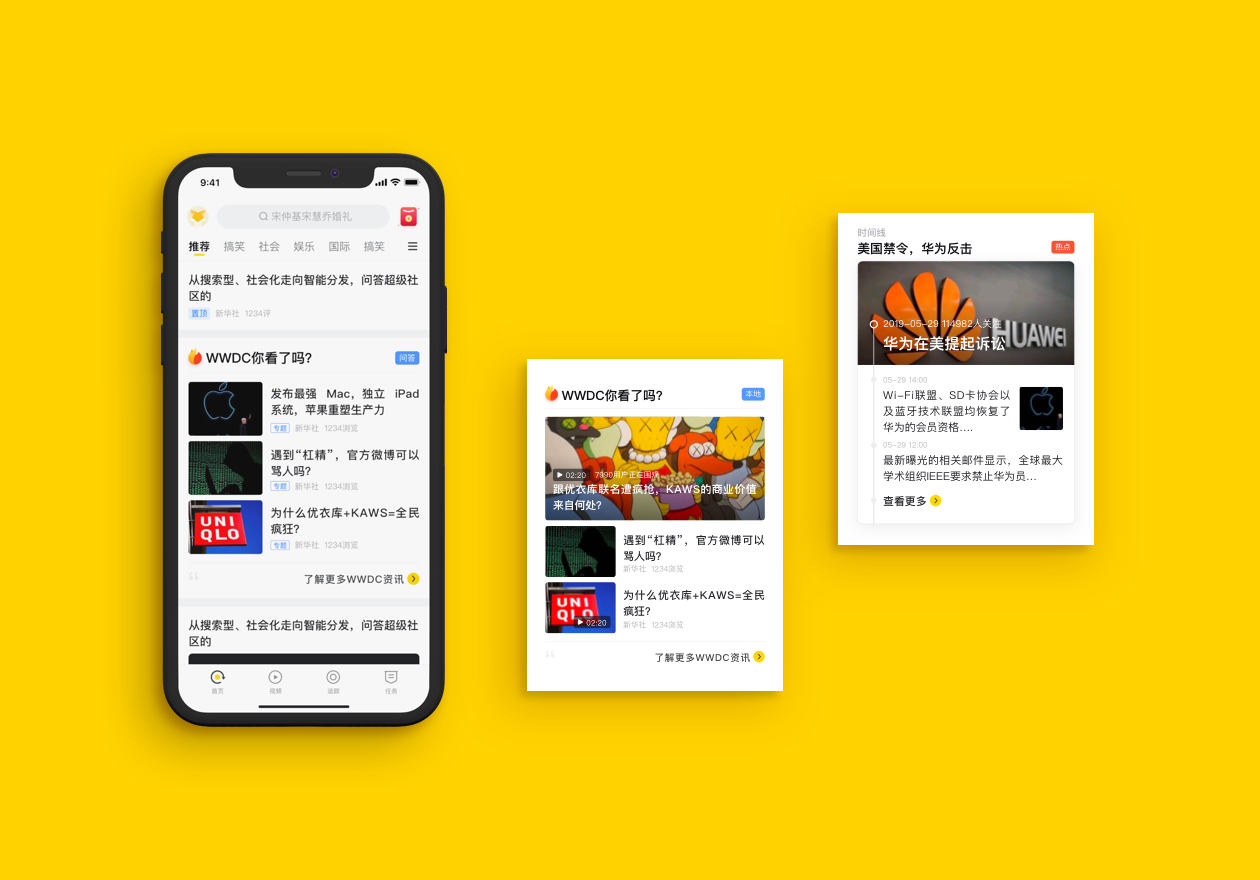 9:41
宋仲基宋慧乔婚礼
推荐 搞笑 社会 娱乐 国际 搞笑
从搜索型、社会化走向智能分发，问答超级社
区的
置顶 新华社 1234评
WWDC你看了吗？
问答
发布最强 Mac，独立 iPad
系统，苹果重塑生产力
专题 新华社 1234浏览
遇到“杠精”，官方微博可以
骂人吗？
专题 新华社 1234浏览
UNI
QLO
为什么优衣库+KAWS=全民
疯狂？
专题 新华社 1234浏览
了解更多WWDC资讯
从搜索型、社会化走向智能分发，问答超级社
区的
首页 视频 追踪 任务
WWDC你看了吗？
本地
02:20 7990用户正在围观
跟优衣库联名遭疯抢，KAWS的商业价值
来自何处？
遇到“杠精”，官方微博可以
骂人吗？
新华社 1234浏览
UNI
QLO
02:20
为什么优衣库+KAWS=全民
疯狂？
新华社 1234浏览
了解更多WWDC资讯
时间线
美国禁令，华为反击
热点
2019-05-29 114982人关注
HUAWEI
华为在美提起诉讼
05-29 14:00
Wi-Fi联盟、SD卡协会以
及蓝牙技术联盟均恢复了
华为的会员资格....
05-29 12:00
最新曝光的相关邮件显示，全球最大
学术组织IEEE要求禁止华为员...
查看更多